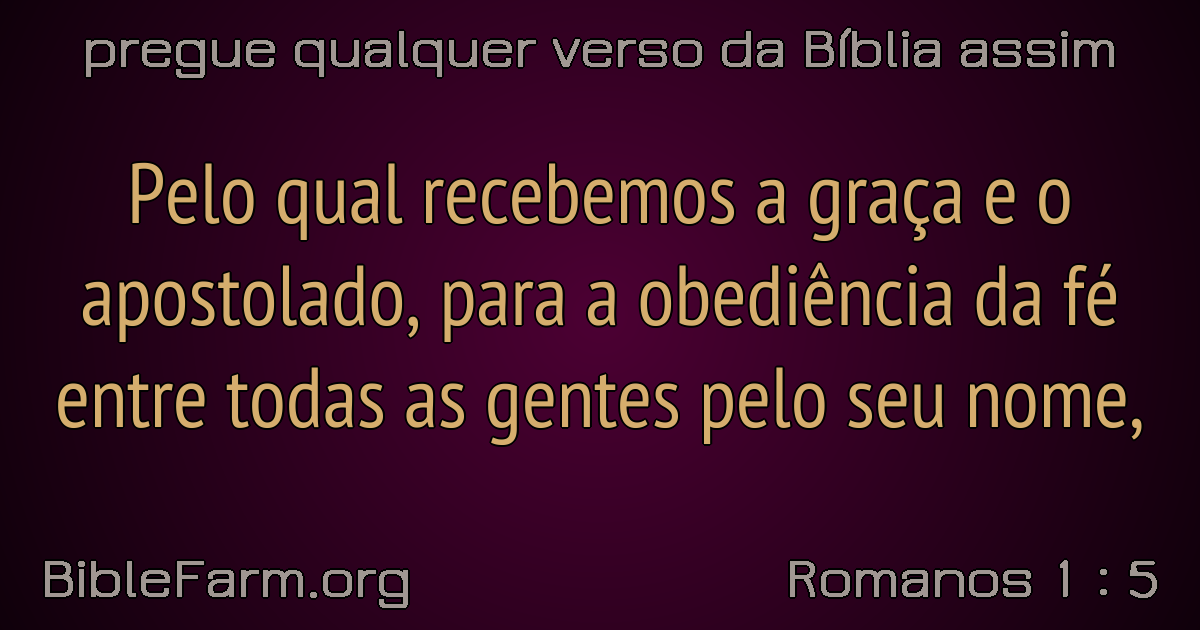 pregue qualquer verso da Bíblia assim
Pelo qual recebemos a graça e o
apostolado, para a obediência da fé
entre todas as gentes pelo seu nome,
BibleFarm.org
Romanos 1 : 5